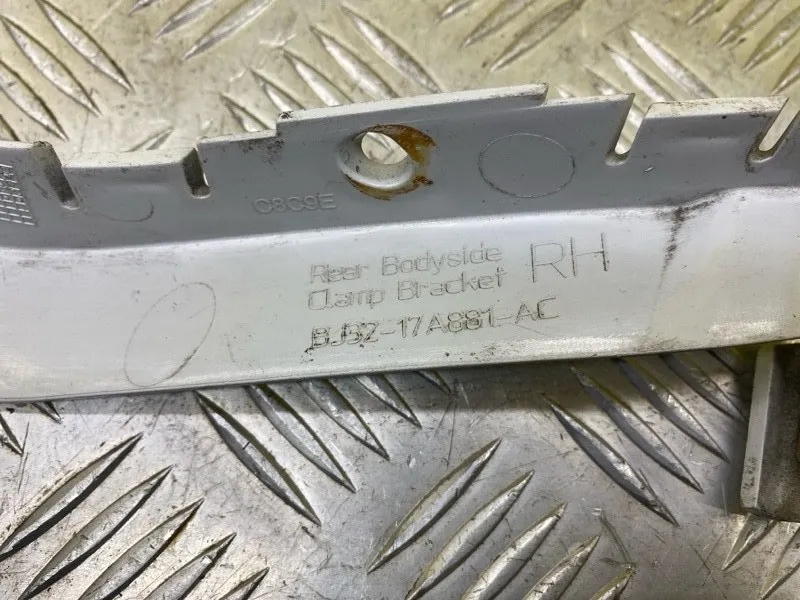 C8C9E
Rear Bodyside
Clamp Bracket RH
BJ32-17A881-AC